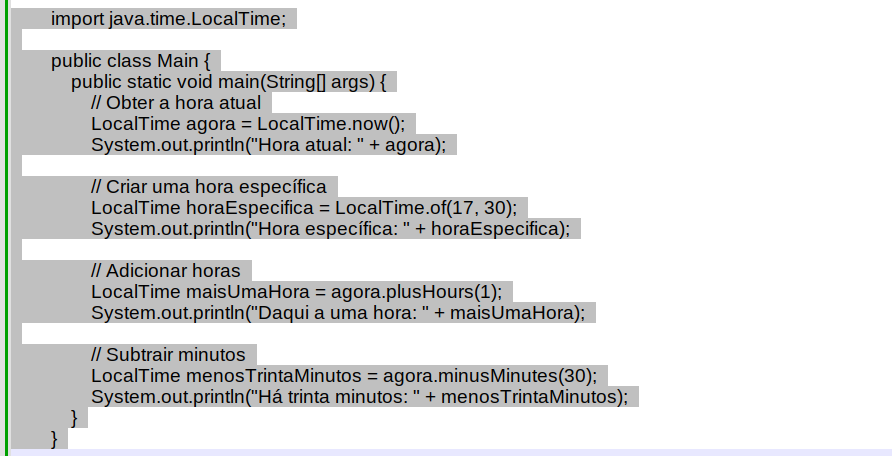 import java.time.LocalTime;
public class Main {
public static void main(String[] args) {
// Obter a hora atual
LocalTime agora = LocalTime.now();
System.out.println("Hora atual: " + agora);
// Criar uma hora específica
LocalTime horaEspecifica = LocalTime.of(17, 30);
System.out.println("Hora específica: " + horaEspecifica);
// Adicionar horas
LocalTime maisUmaHora = agora.plusHours(1);
System.out.println("Daqui a uma hora: " + maisUmaHora);
// Subtrair minutos
LocalTime menosTrintaMinutos = agora.minusMinutes(30);
System.out.println("Há trinta minutos: " + menosTrintaMinutos);
}
}